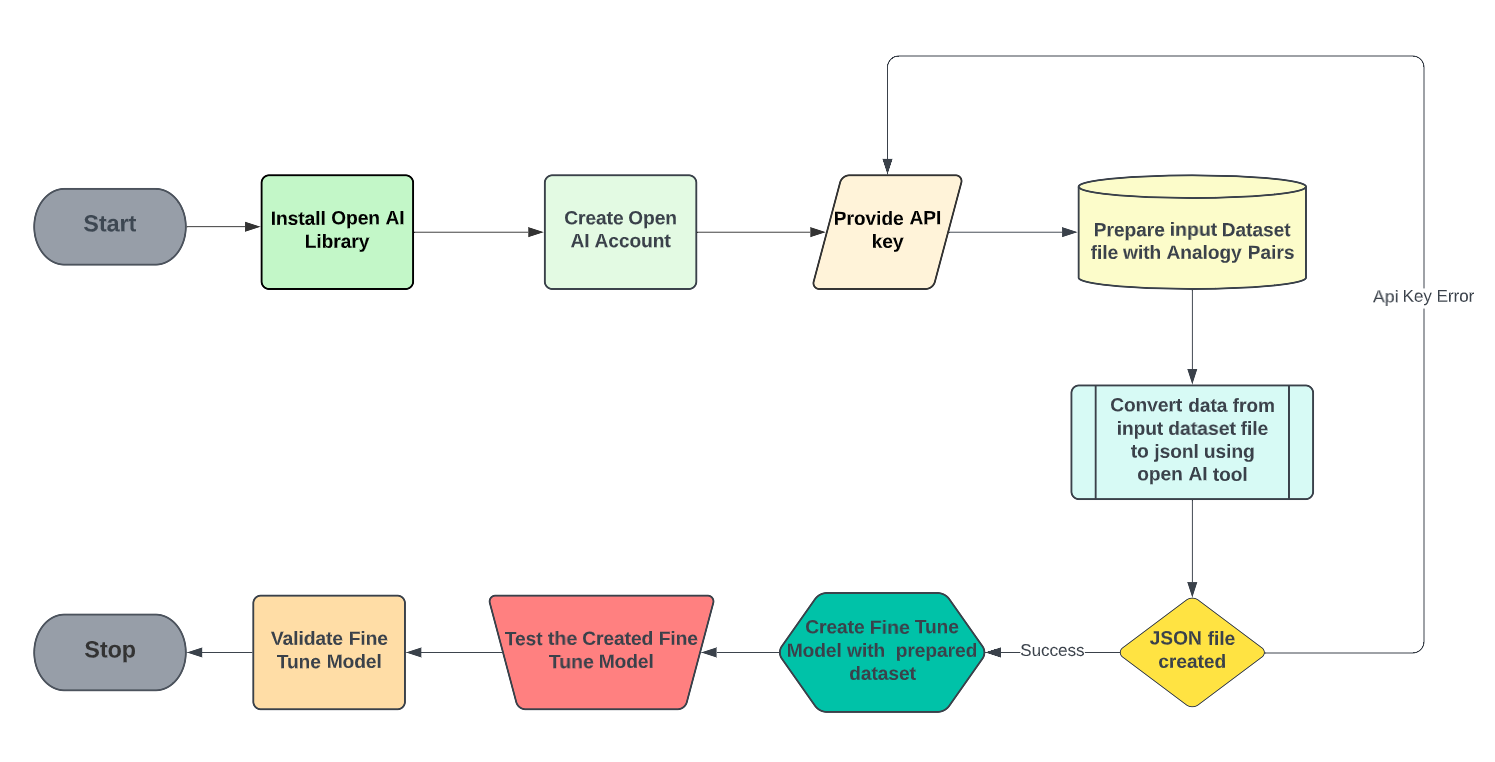 Start
Install Open AI
Library
Create Open
AI Account
Provide API
key
Prepare input Dataset
file with Analogy Pairs
Api Key Error
Convert data from
input dataset file
to jsonl using
open AI tool
JSON file
created
Success
Create Fine Tune
Model with  prepared
dataset
Test the Created Fine
Tune Model
Validate Fine
Tune Model
Stop